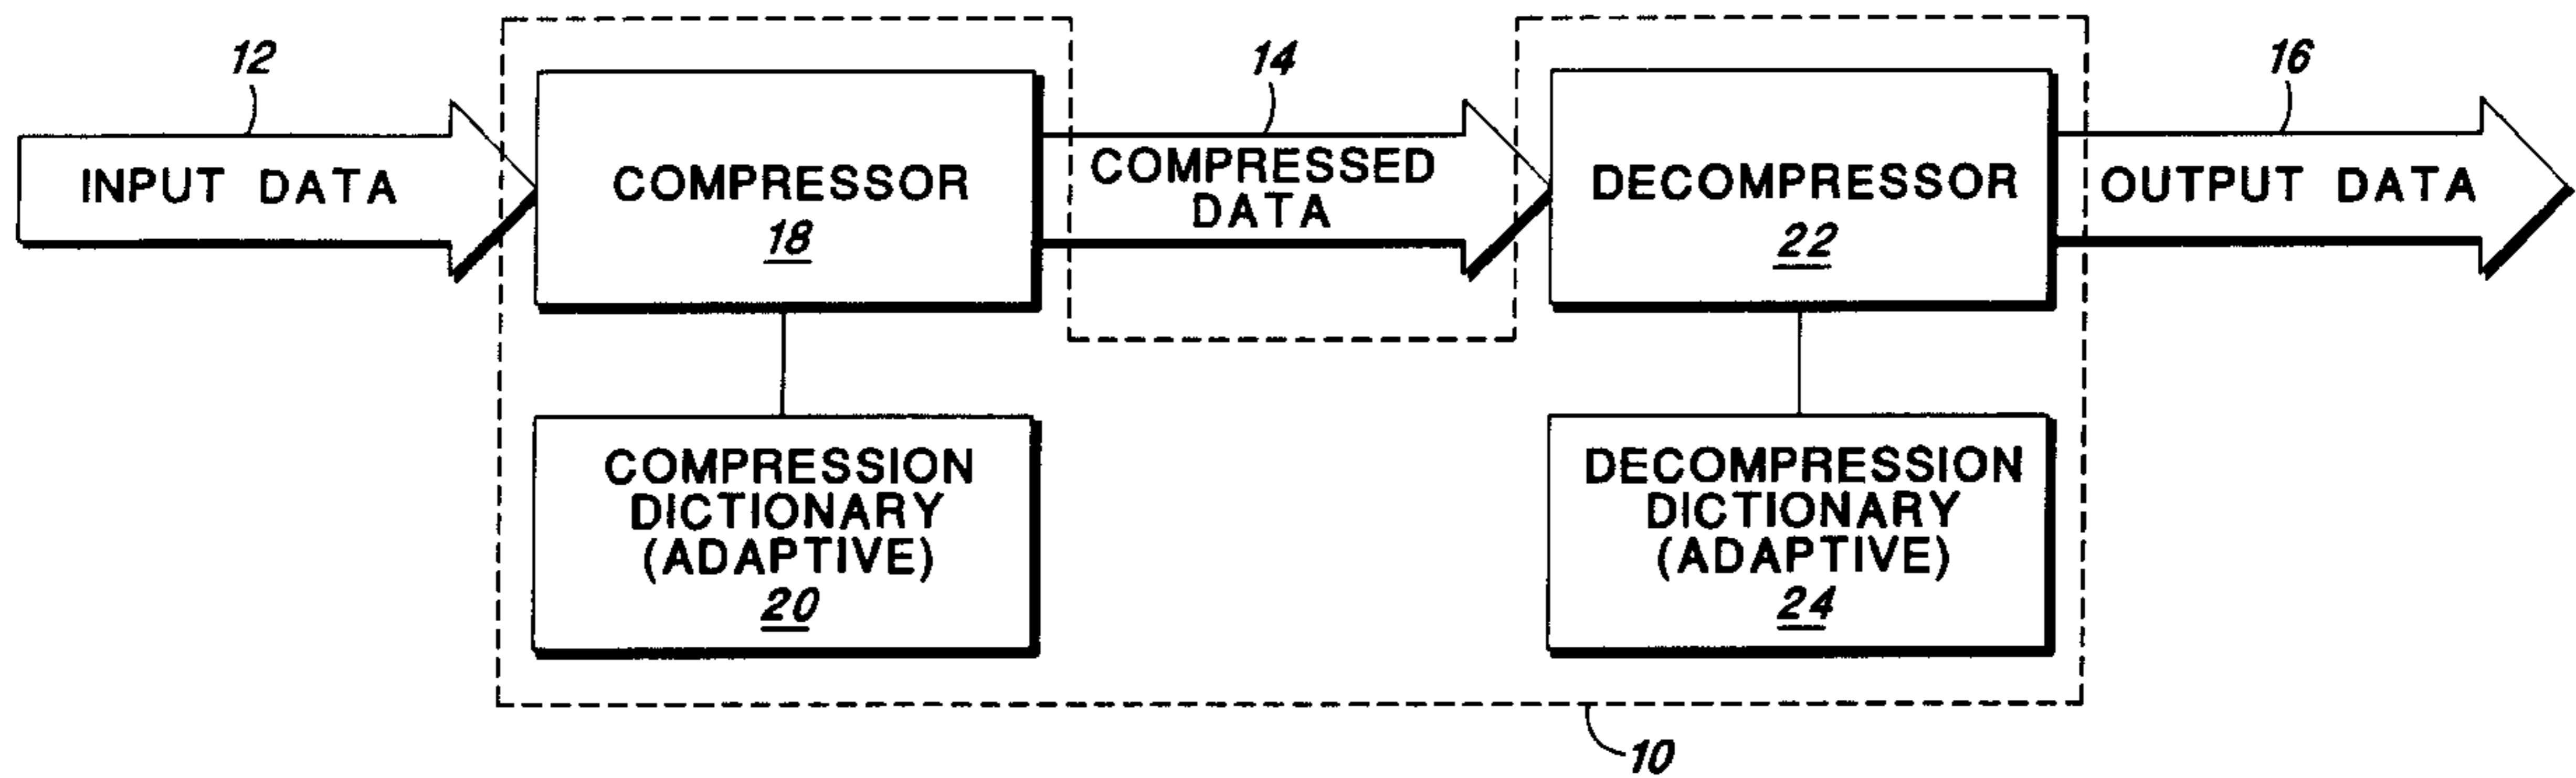 12
14
16
INPUT DATA
COMPRESSOR
18
COMPRESSED
DATA
DECOMPRESSOR
22
OUTPUT DATA
COMPRESSION
DICTIONARY
(ADAPTIVE)
20
DECOMPRESSION
DICTIONARY
(ADAPTIVE)
24
10